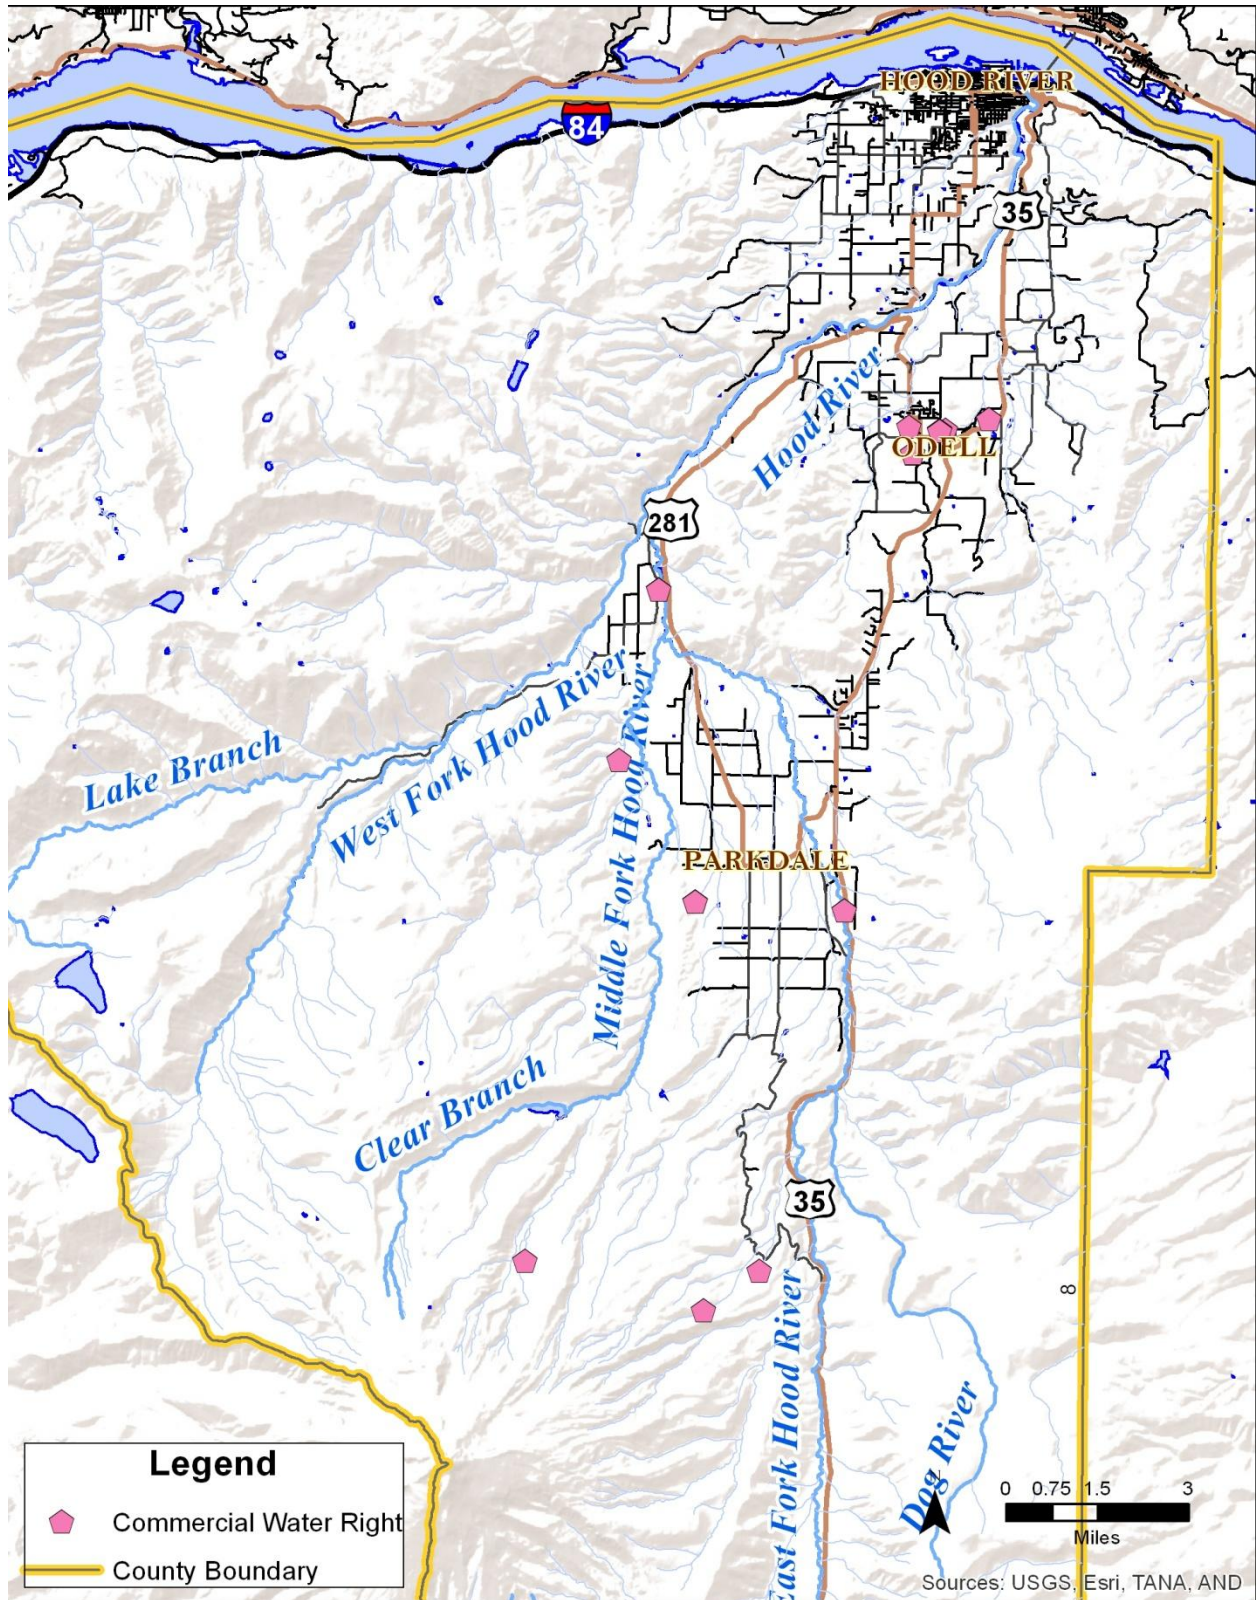 HOOD RIVER
84
35
Hood River
ODELL
281
West Fork Hood River
Lake Branch
Middle Fork Hood River
PARKDALE
Clear Branch
35
8
East Fork Hood River
Dog River
Legend
Commercial Water Right
County Boundary
0 0.75 1.5 3
Miles
Sources: USGS, Esri, TANA, AND